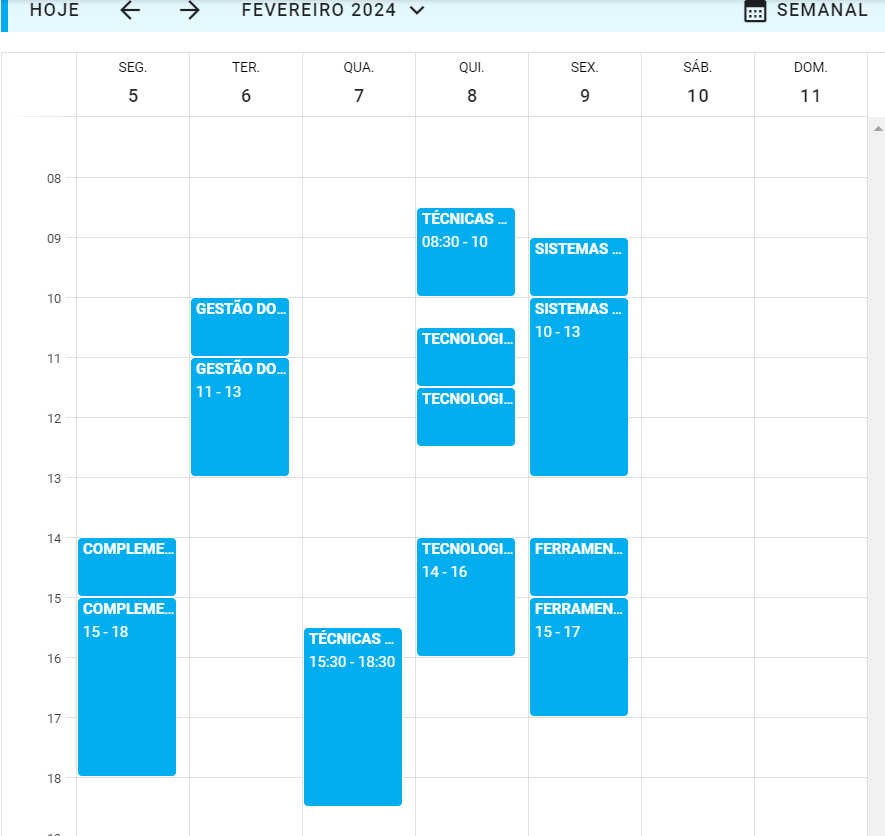 HOJE FEVEREIRO 2024 SEMANAL
SEG. TER. QUA. QUI. SEX. SÁB. DOM.
5 6 7 8 9 10 11
08
TÉCNICAS ...
08:30 - 10
09
SISTEMAS ...
10
GESTÃO DO...
SISTEMAS ...
10 - 13
TECNOLOGI...
11
GESTÃO DO...
11 - 13
TECNOLOGI...
12
13
14
COMPLEME...
TECNOLOGI...
14 - 16
FERRAMEN...
15
COMPLEME...
15 - 18
FERRAMEN...
15 - 17
TÉCNICAS ...
15:30 - 18:30
16
17
18